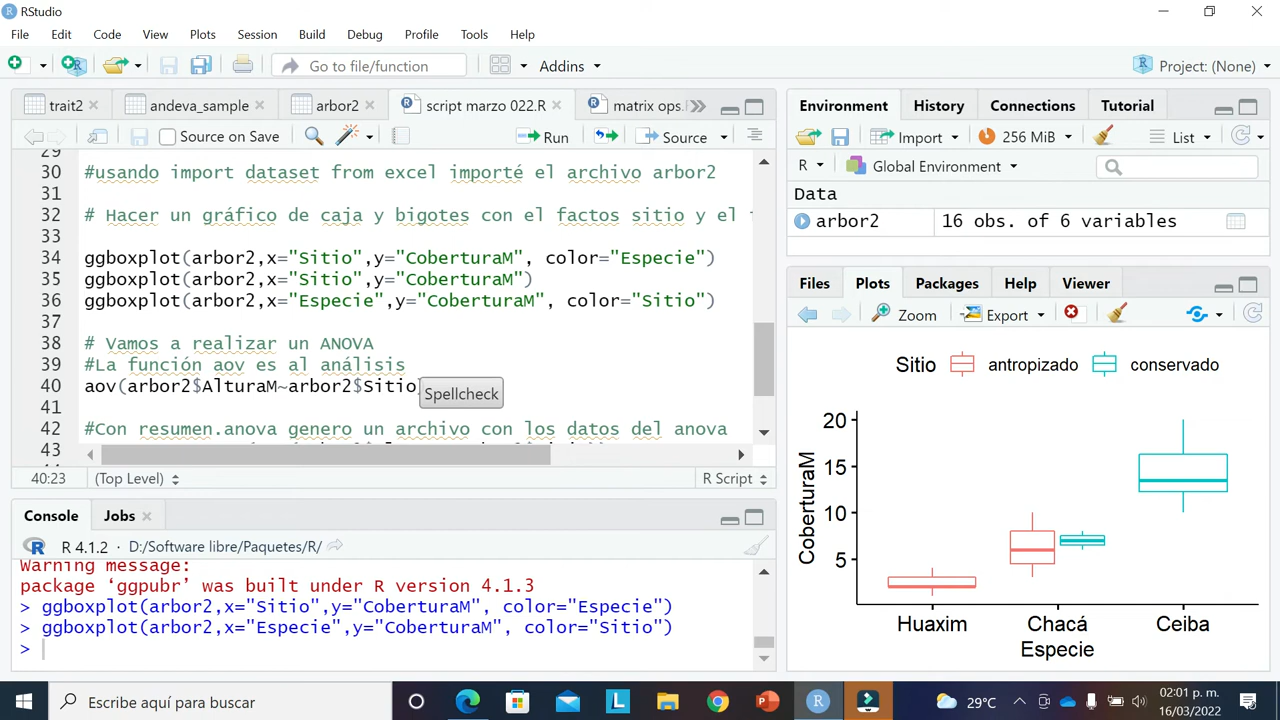 RStudio
File Edit Code View Plots Session Build Debug Profile Tools Help
Go to file/function Addins Project: (None)
trait2 andeva_sample arbor2 script marzo 022.R matrix ops.
Source on Save Run Source
29
30 #usando import dataset from excel importé el archivo arbor2
31
32 # Hacer un gráfico de caja y bigotes con el factos sitio y el
33
34 ggboxplot(arbor2,x="Sitio",y="CoberturaM", color="Especie")
35 ggboxplot(arbor2,x="Sitio",y="CoberturaM")
36 ggboxplot(arbor2,x="Especie",y="CoberturaM", color="Sitio")
37
38 # Vamos a realizar un ANOVA
39 #La función aov es al análisis
40 aov(arbor2$AlturaM~arbor2$Sitio)
Spellcheck
41
42 #Con resumen.anova genero un archivo con los datos del anova
43
40:23 (Top Level) R Script
Console Jobs
R 4.1.2 · D:/Software libre/Paquetes/R/
Warning message:
package ‘ggpubr’ was built under R version 4.1.3
> ggboxplot(arbor2,x="Sitio",y="CoberturaM", color="Especie")
> ggboxplot(arbor2,x="Especie",y="CoberturaM", color="Sitio")
>
Environment History Connections Tutorial
Import 256 MiB List
R Global Environment
Data
arbor2 16 obs. of 6 variables
Files Plots Packages Help Viewer
Zoom Export
Sitio antropizado conservado
CoberturaM
20
15
10
5
Huaxim Chacá Ceiba
Especie
Escribe aquí para buscar
L
29°C
02:01 p. m.
16/03/2022